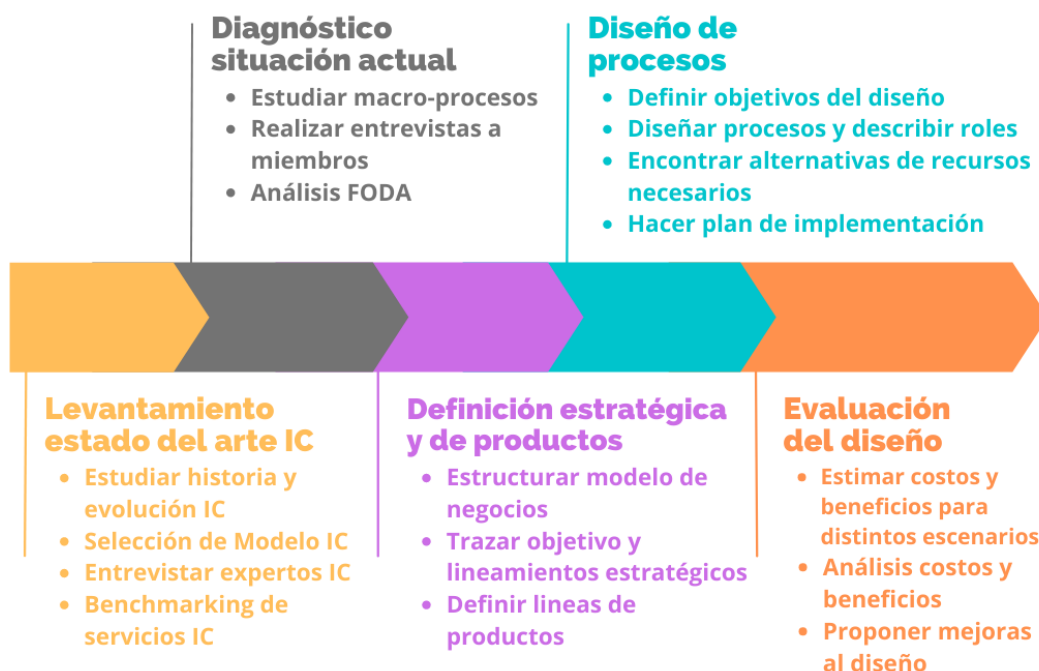 Diagnóstico
situación actual
• Estudiar macro-procesos
• Realizar entrevistas a
miembros
• Análisis FODA
Diseño de
procesos
• Definir objetivos del diseño
• Diseñar procesos y describir roles
• Encontrar alternativas de recursos
necesarios
• Hacer plan de implementación
Levantamiento
estado del arte IC
• Estudiar historia y
evolución IC
• Selección de Modelo IC
• Entrevistar expertos IC
• Benchmarking de
servicios IC
Definición estratégica
y de productos
• Estructurar modelo de
negocios
• Trazar objetivo y
lineamientos estratégicos
• Definir lineas de
productos
Evaluación
del diseño
• Estimar costos y
beneficios para
distintos escenarios
• Análisis costos y
beneficios
• Proponer mejoras
al diseño